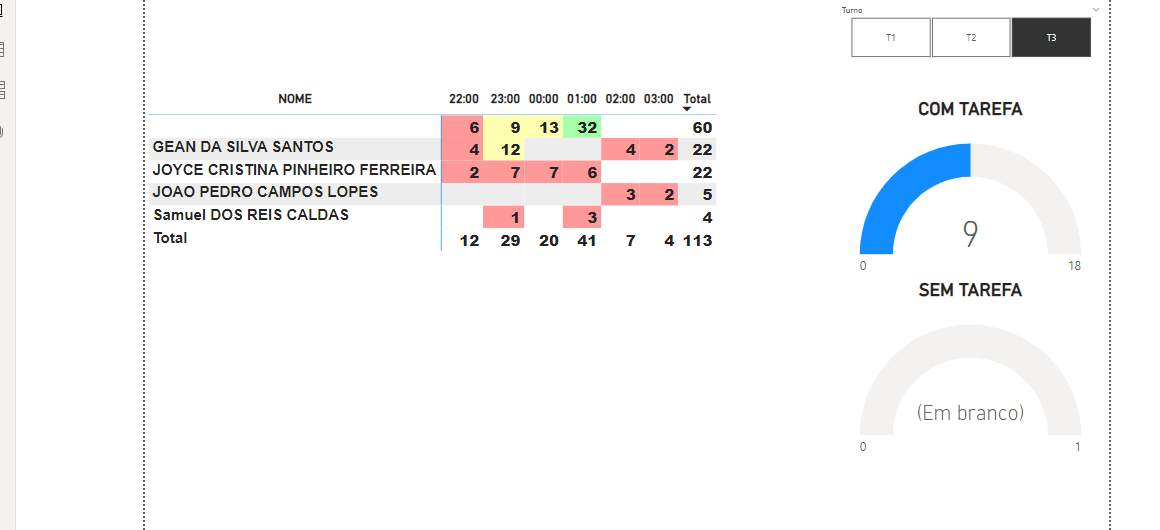 Turno
T1 T2 T3
NOME 22:00 23:00 00:00 01:00 02:00 03:00 Total
6 9 13 32 60
GEAN DA SILVA SANTOS 4 12 4 2 22
JOYCE CRISTINA PINHEIRO FERREIRA 2 7 7 6 22
JOAO PEDRO CAMPOS LOPES 3 2 5
Samuel DOS REIS CALDAS 1 3 4
Total 12 29 20 41 7 4 113
COM TAREFA
9
0 18
SEM TAREFA
(Em branco)
0 1